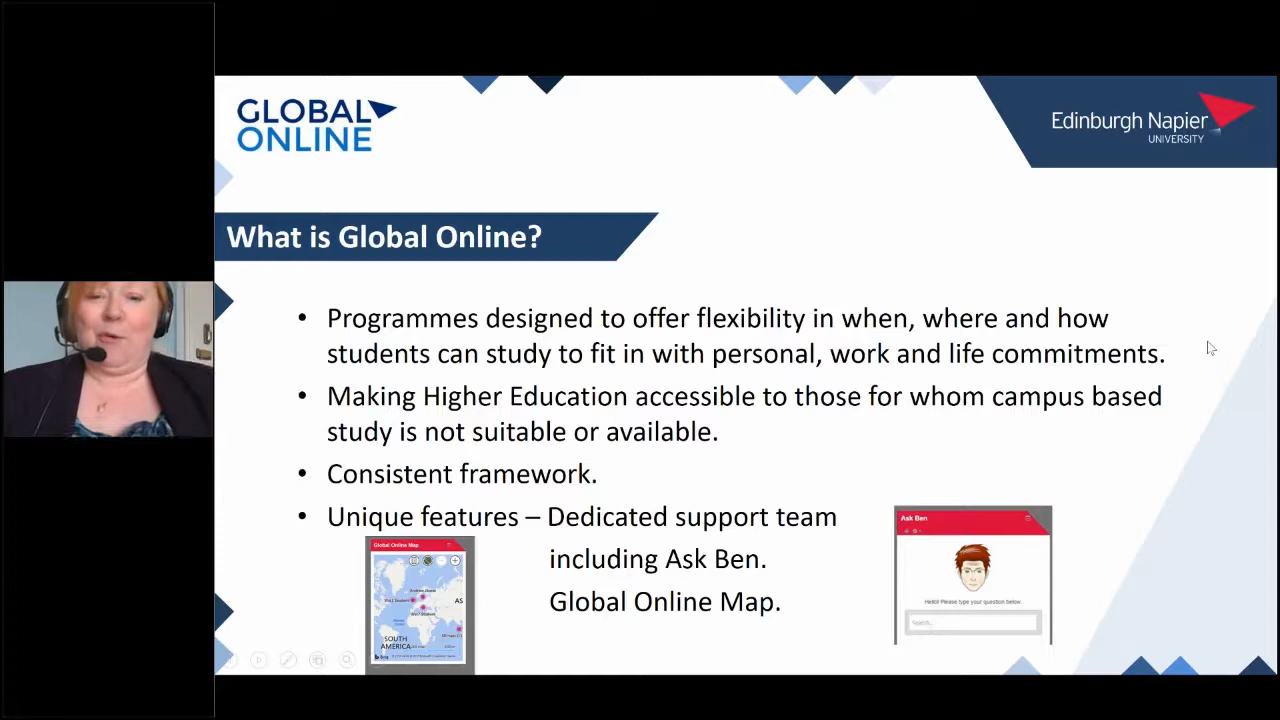 GLOBAL
ONLINE
Edinburgh Napier
UNIVERSITY
What is Global Online?
• Programmes designed to offer flexibility in when, where and how
students can study to fit in with personal, work and life commitments.
• Making Higher Education accessible to those for whom campus based
study is not suitable or available.
• Consistent framework.
• Unique features – Dedicated support team
including Ask Ben.
Global Online Map.
Global Online Map
AS
SOUTH
AMERICA
Ask Ben
Hello! Please type your question below.
Search...